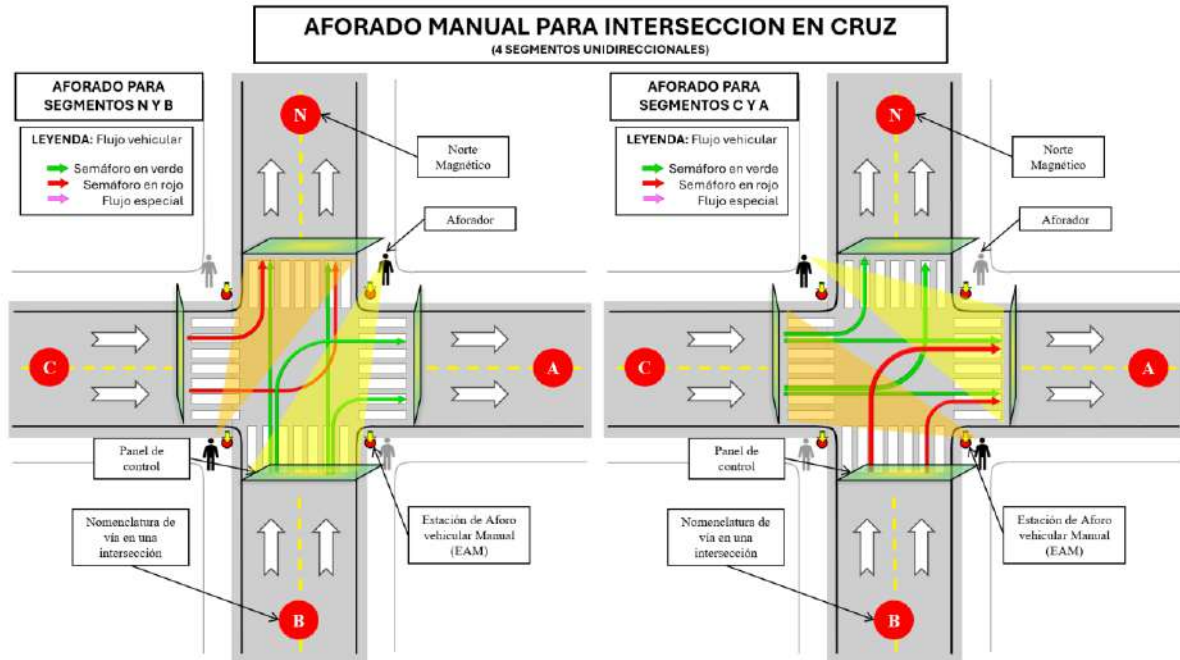 AFORADO MANUAL PARA INTERSECCION EN CRUZ
(4 SEGMENTOS UNIDIRECCIONALES)
AFORADO PARA
SEGMENTOS N Y B
LEYENDA: Flujo vehicular
Semáforo en verde
Semáforo en rojo
Flujo especial
N
Norte
Magnético
Aforador
C
A
Panel de
control
Nomenclatura de
vía en una
intersección
Estación de Aforo
vehicular Manual
(EAM)
B
AFORADO PARA
SEGMENTOS C Y A
LEYENDA: Flujo vehicular
Semáforo en verde
Semáforo en rojo
Flujo especial
N
Norte
Magnético
Aforador
C
A
Panel de
control
Nomenclatura de
vía en una
intersección
Estación de Aforo
vehicular Manual
(EAM)
B